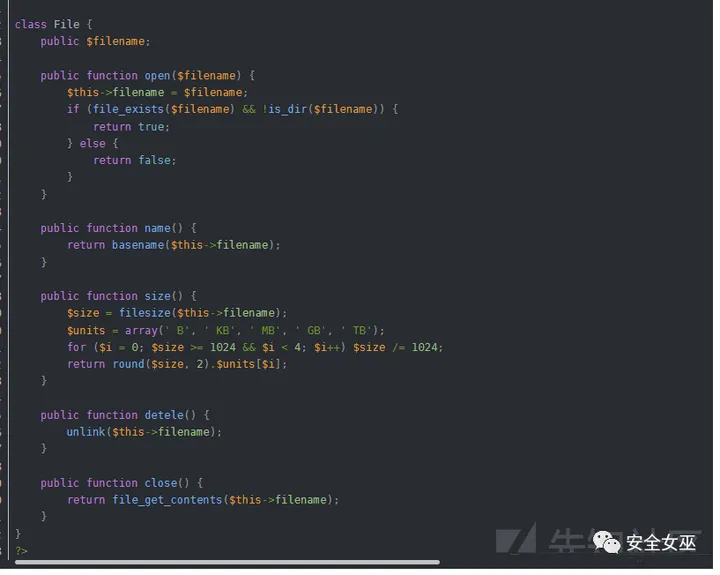 class File {
    public $filename;

    public function open($filename) {
        $this->filename = $filename;
        if (file_exists($filename) && !is_dir($filename)) {
            return true;
        } else {
            return false;
        }
    }

    public function name() {
        return basename($this->filename);
    }

    public function size() {
        $size = filesize($this->filename);
        $units = array(' B', ' KB', ' MB', ' GB', ' TB');
        for ($i = 0; $size >= 1024 && $i < 4; $i++) $size /= 1024;
        return round($size, 2).$units[$i];
    }

    public function detele() {
        unlink($this->filename);
    }

    public function close() {
        return file_get_contents($this->filename);
    }
}
?>
安全女巫